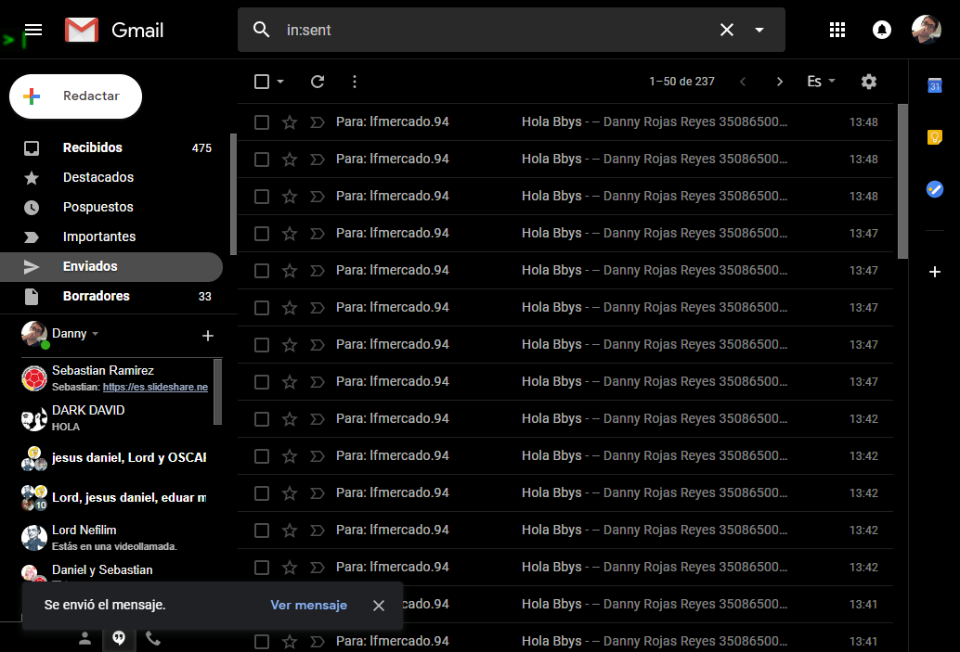 Gmail
in:sent
Redactar
1–50 de 237
Es
31
Recibidos 475
Destacados
Pospuestos
Importantes
Enviados
Borradores 33
Danny
Sebastian Ramirez
Sebastian: https://es.slideshare.ne
DARK DAVID
HOLA
jesus daniel, Lord y OSCAR
Lord, jesus daniel, eduar m
10
Lord Nefilim
Estás en una videollamada.
Daniel y Sebastian
Para: lfmercado.94 Hola Bbys - -- Danny Rojas Reyes 35086500... 13:48
Para: lfmercado.94 Hola Bbys - -- Danny Rojas Reyes 35086500... 13:48
Para: lfmercado.94 Hola Bbys - -- Danny Rojas Reyes 35086500... 13:48
Para: lfmercado.94 Hola Bbys - -- Danny Rojas Reyes 35086500... 13:47
Para: lfmercado.94 Hola Bbys - -- Danny Rojas Reyes 35086500... 13:47
Para: lfmercado.94 Hola Bbys - -- Danny Rojas Reyes 35086500... 13:47
Para: lfmercado.94 Hola Bbys - -- Danny Rojas Reyes 35086500... 13:47
Para: lfmercado.94 Hola Bbys - -- Danny Rojas Reyes 35086500... 13:47
Para: lfmercado.94 Hola Bbys - -- Danny Rojas Reyes 35086500... 13:42
Para: lfmercado.94 Hola Bbys - -- Danny Rojas Reyes 35086500... 13:42
Para: lfmercado.94 Hola Bbys - -- Danny Rojas Reyes 35086500... 13:42
Para: lfmercado.94 Hola Bbys - -- Danny Rojas Reyes 35086500... 13:42
Para: lfmercado.94 Hola Bbys - -- Danny Rojas Reyes 35086500... 13:42
cado.94 Hola Bbys - -- Danny Rojas Reyes 35086500... 13:41
Para: lfmercado.94 Hola Bbys - -- Danny Rojas Reyes 35086500... 13:41
Se envió el mensaje. Ver mensaje